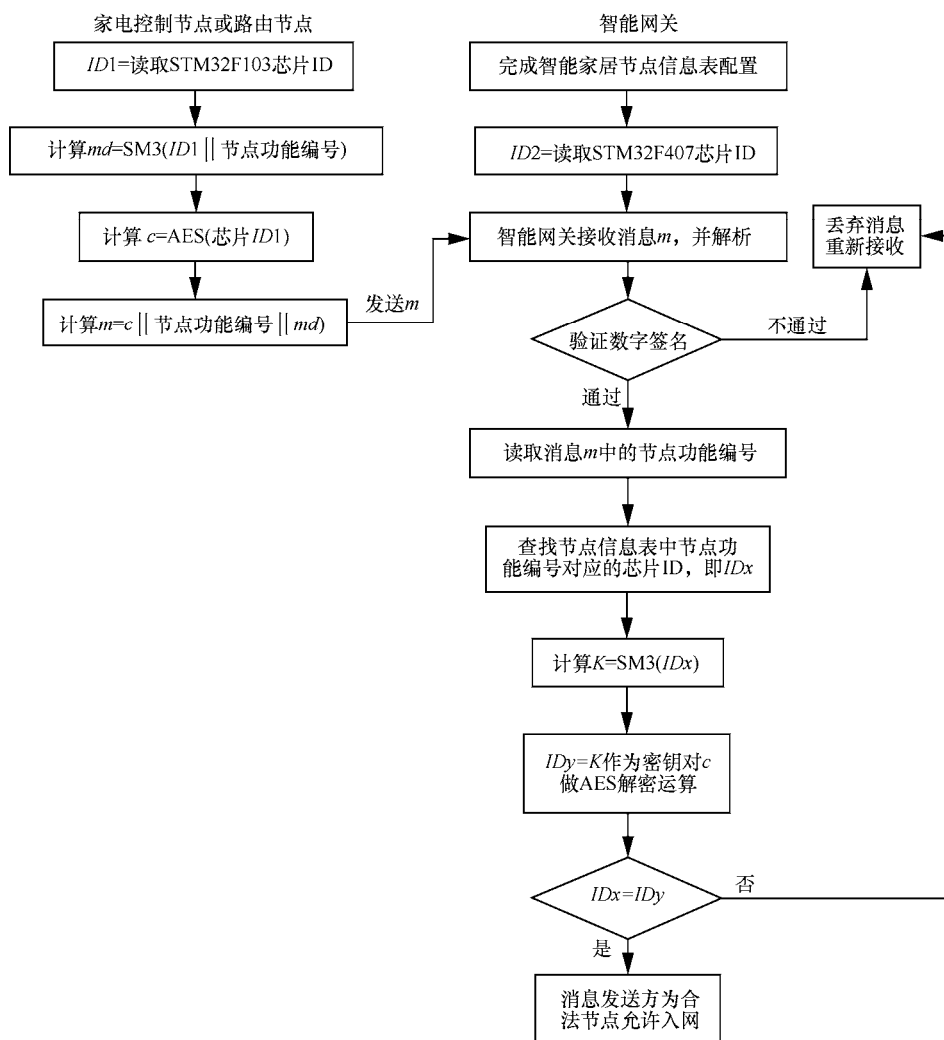 家电控制节点或路由节点
ID1=读取STM32F103芯片ID
计算md=SM3(ID1||节点功能编号)
计算 c=AES(芯片ID1)
计算m=c||节点功能编号||md)
发送m
智能网关
完成智能家居节点信息表配置
ID2=读取STM32F407芯片ID
智能网关接收消息m，并解析
丢弃消息
重新接收
验证数字签名
不通过
通过
读取消息m中的节点功能编号
查找节点信息表中节点功
能编号对应的芯片ID，即IDx
计算K=SM3(IDx)
IDy=K作为密钥对c
做AES解密运算
IDx=IDy
否
是
消息发送方为合
法节点允许入网